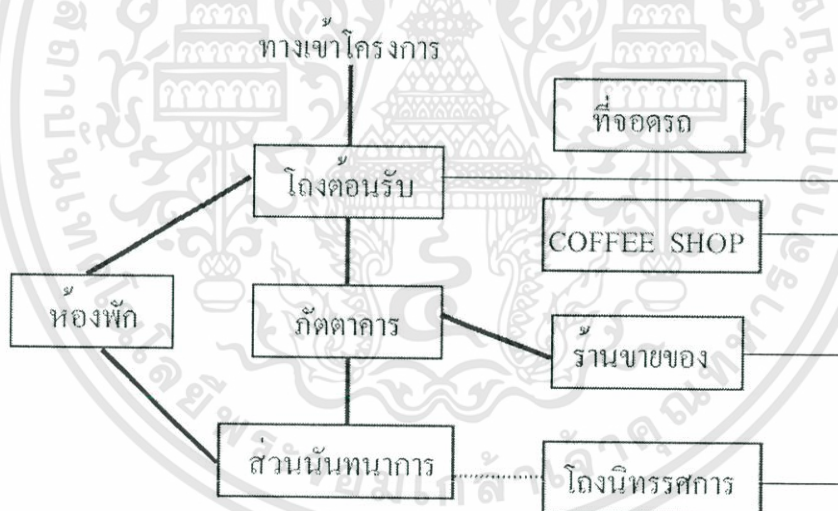 ทางเข้าโครงการ
ที่จอดรถ
โถงต้อนรับ
COFFEE SHOP
ห้องพัก
ภัตตาคาร
ร้านขายของ
ส่วนนันทนาการ
โถงนิทรรศการ